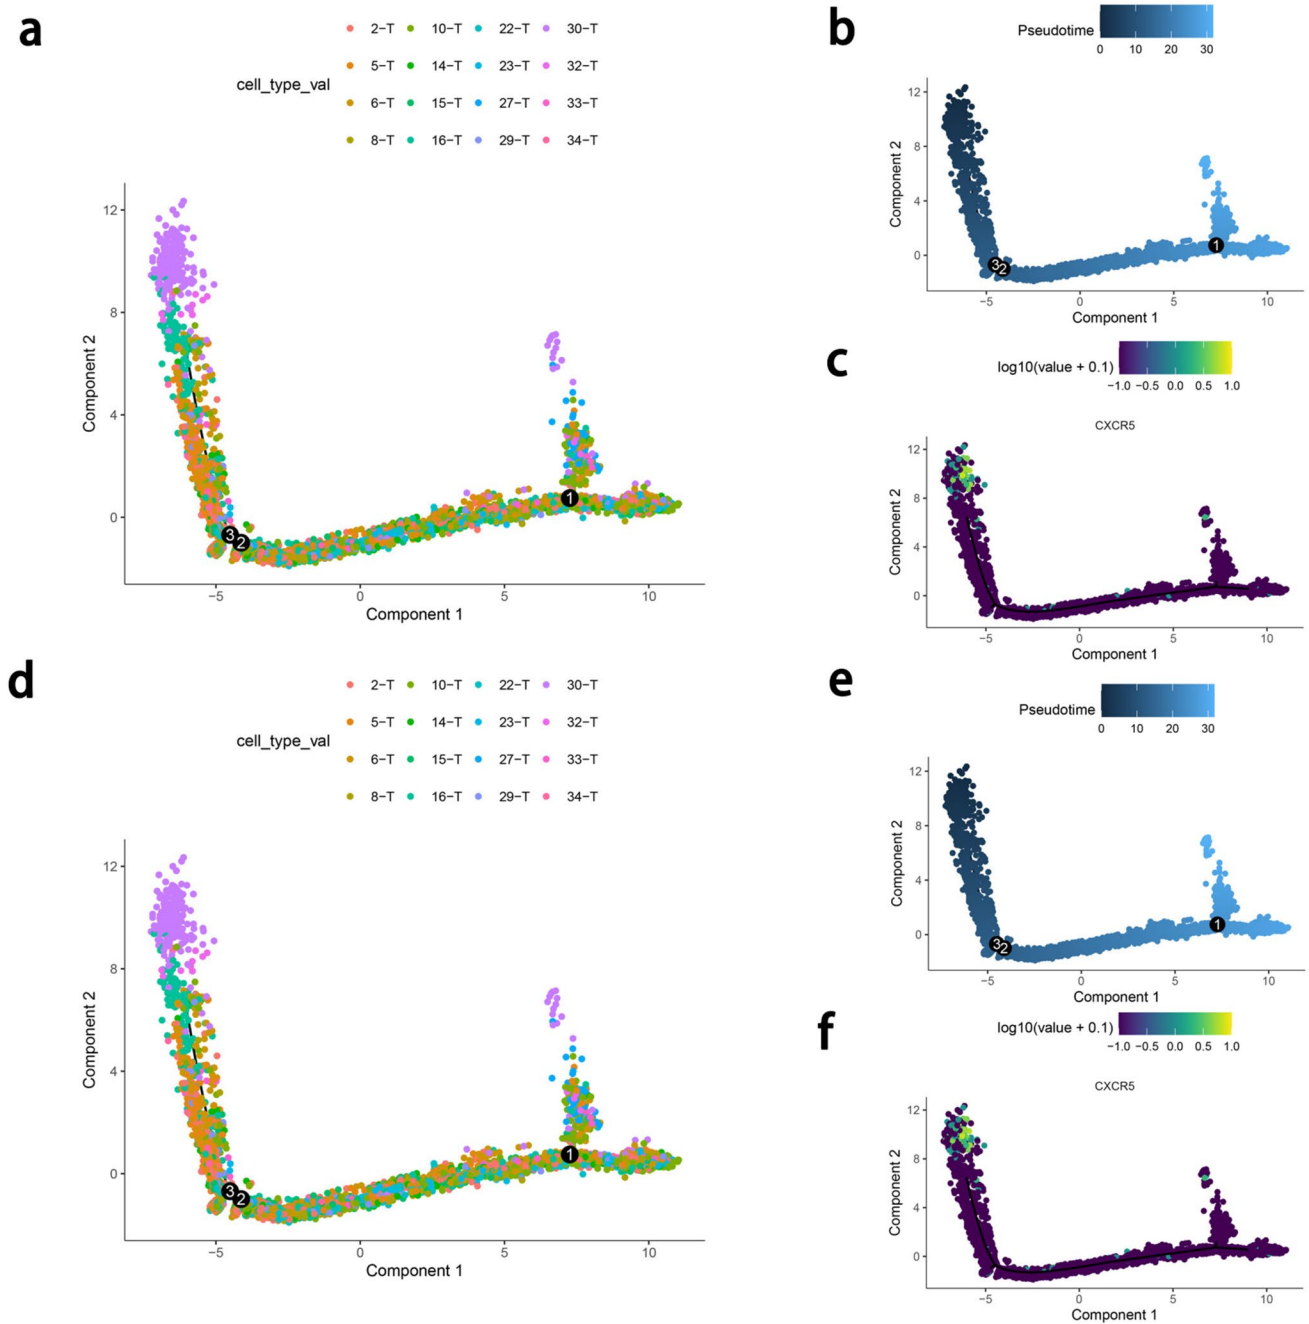 a
2−T 10−T 22−T 30−T
5−T 14−T 23−T 32−T
cell_type_val
6−T 15−T 27−T 33−T
8−T 16−T 29−T 34−T
12
8
4
0
Component 2
3 2 1
−5 0 5 10
Component 1
b
Pseudotime
0 10 20 30
12
8
4
0
Component 2
3 2 1
−5 0 5 10
Component 1
c
log10(value + 0.1)
−1.0 −0.5 0.0 0.5 1.0
CXCR5
12
8
4
0
Component 2
−5 0 5 10
Component 1
d
2−T 10−T 22−T 30−T
5−T 14−T 23−T 32−T
cell_type_val
6−T 15−T 27−T 33−T
8−T 16−T 29−T 34−T
12
8
4
0
Component 2
3 2 1
−5 0 5 10
Component 1
e
Pseudotime
0 10 20 30
12
8
4
0
Component 2
3 2 1
−5 0 5 10
Component 1
f
log10(value + 0.1)
−1.0 −0.5 0.0 0.5 1.0
CXCR5
12
8
4
0
Component 2
−5 0 5 10
Component 1